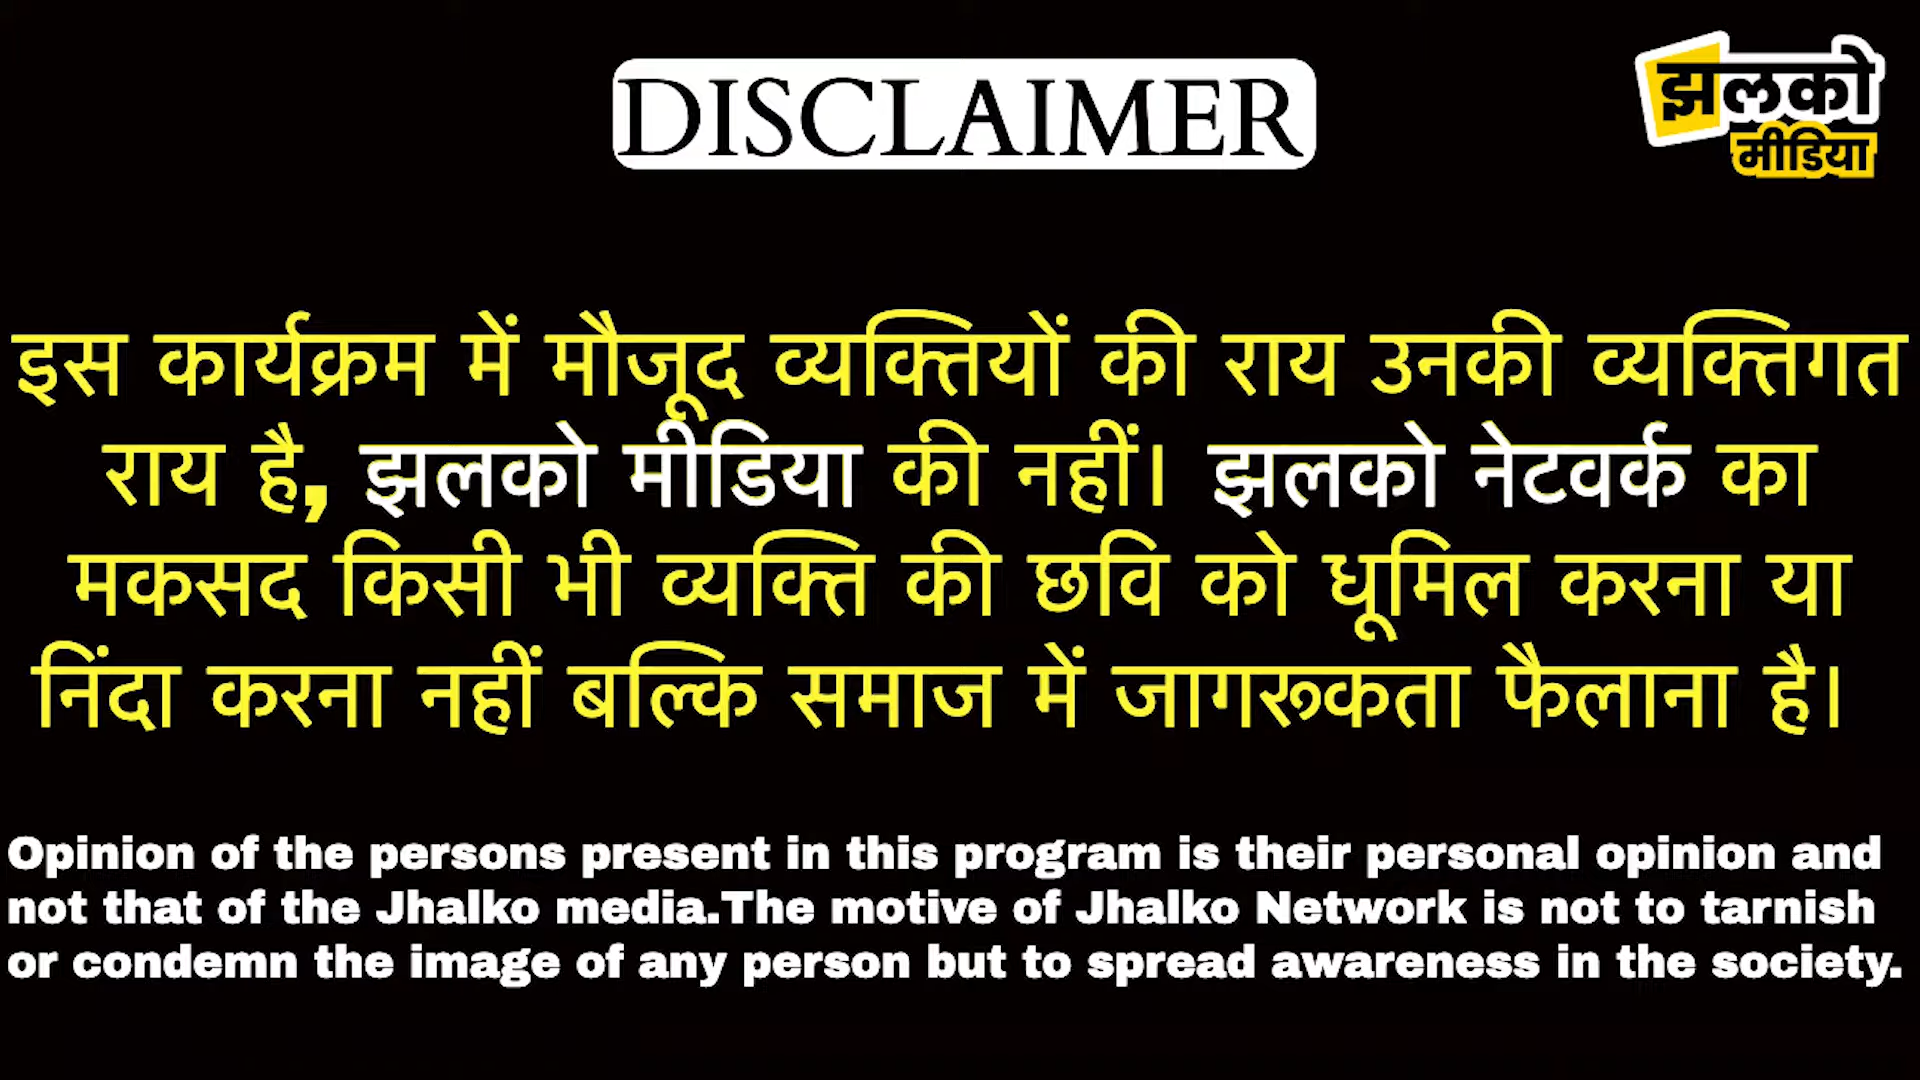 DISCLAIMER
झलको
मीडिया
इस कार्यक्रम में मौजूद व्यक्तियों की राय उनकी व्यक्तिगत
राय है, झलको मीडिया की नहीं। झलको नेटवर्क का
मकसद किसी भी व्यक्ति की छवि को धूमिल करना या
निंदा करना नहीं बल्कि समाज में जागरूकता फैलाना है।
Opinion of the persons present in this program is their personal opinion and
not that of the Jhalko media.The motive of Jhalko Network is not to tarnish
or condemn the image of any person but to spread awareness in the society.